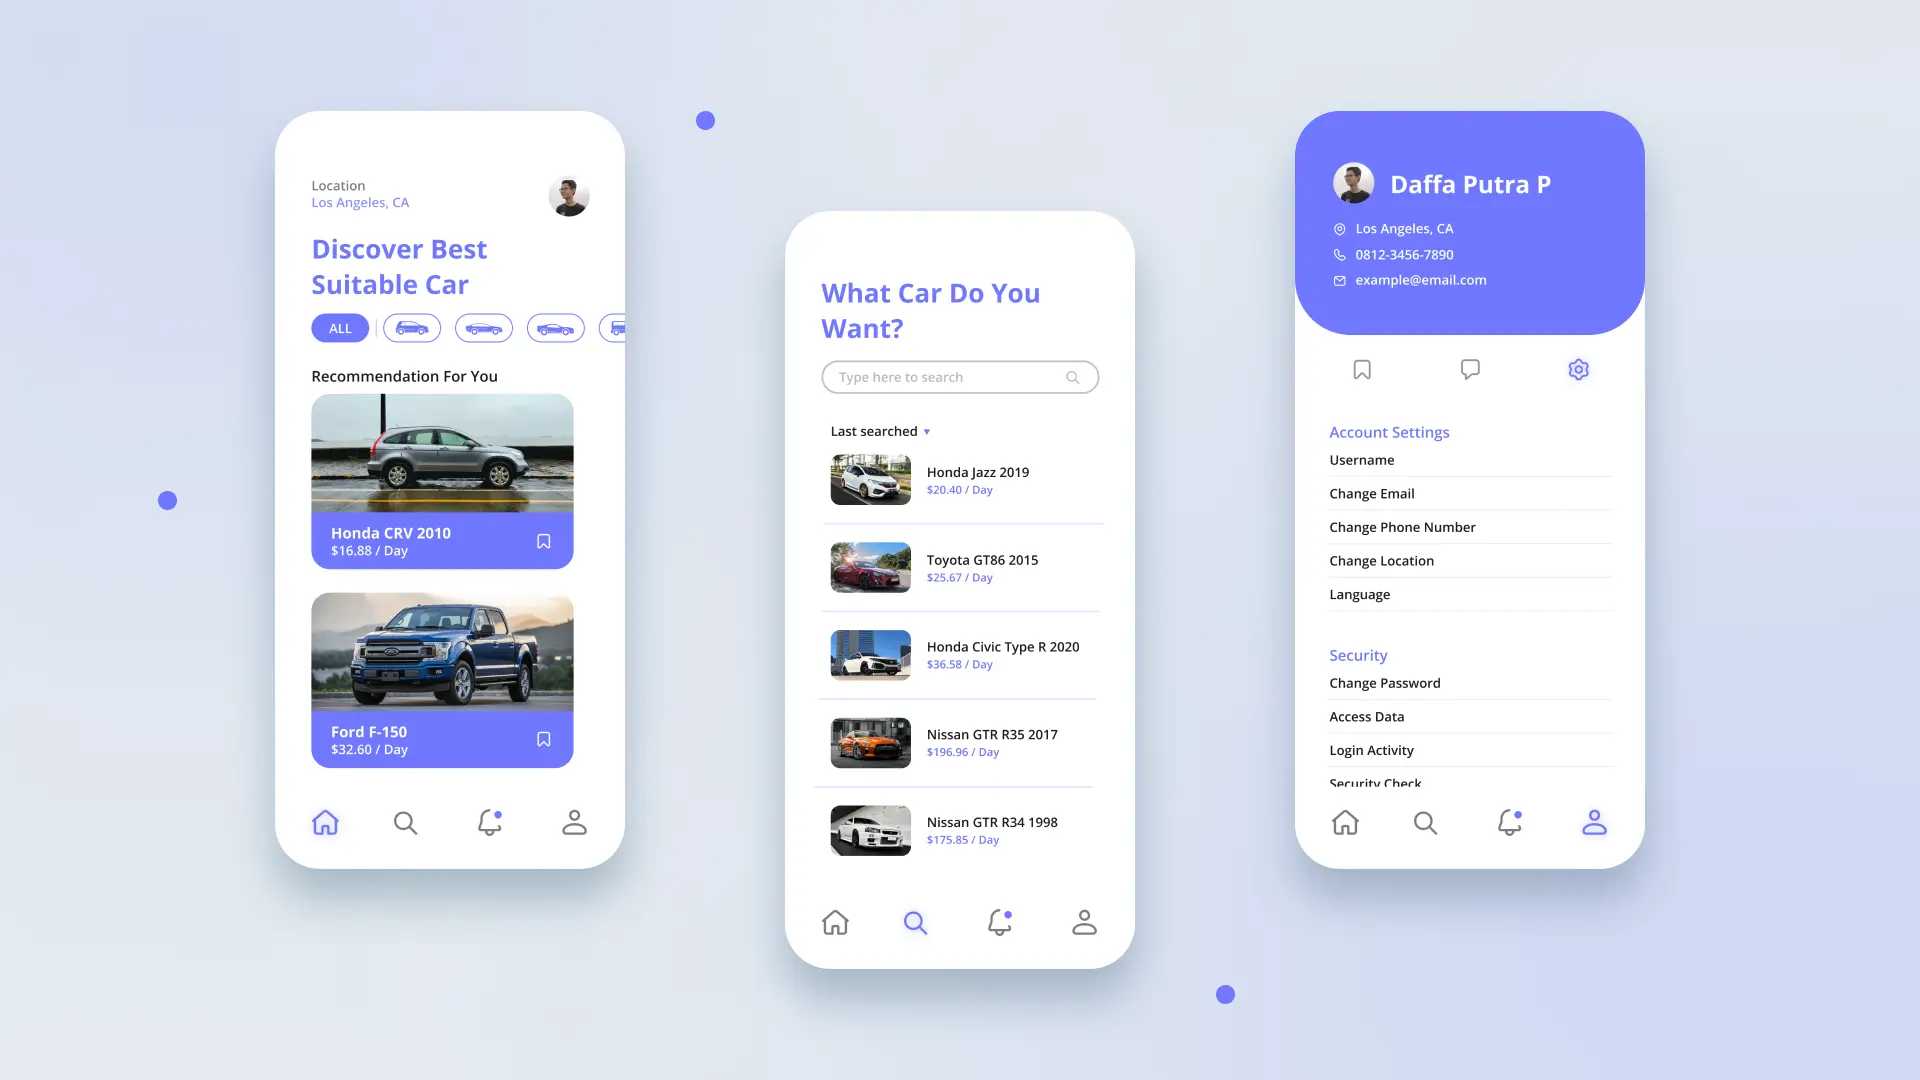 Location
Los Angeles, CA
Discover Best
Suitable Car
ALL
Recommendation For You
Honda CRV 2010
$16.88 / Day
Ford F-150
$32.60 / Day
What Car Do You
Want?
Type here to search
Last searched
Honda Jazz 2019
$20.40 / Day
Toyota GT86 2015
$25.67 / Day
Honda Civic Type R 2020
$36.58 / Day
Nissan GTR R35 2017
$196.96 / Day
Nissan GTR R34 1998
$175.85 / Day
Daffa Putra P
Los Angeles, CA
0812-3456-7890
example@email.com
Account Settings
Username
Change Email
Change Phone Number
Change Location
Language
Security
Change Password
Access Data
Login Activity
Security Check